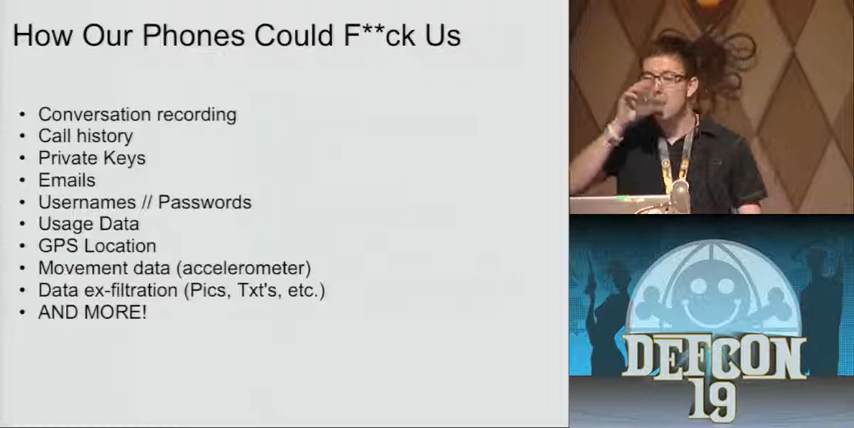 How Our Phones Could F**ck Us
• Conversation recording
• Call history
• Private Keys
• Emails
• Usernames // Passwords
• Usage Data
• GPS Location
• Movement data (accelerometer)
• Data ex-filtration (Pics, Txt's, etc.)
• AND MORE!
DEFCON
19